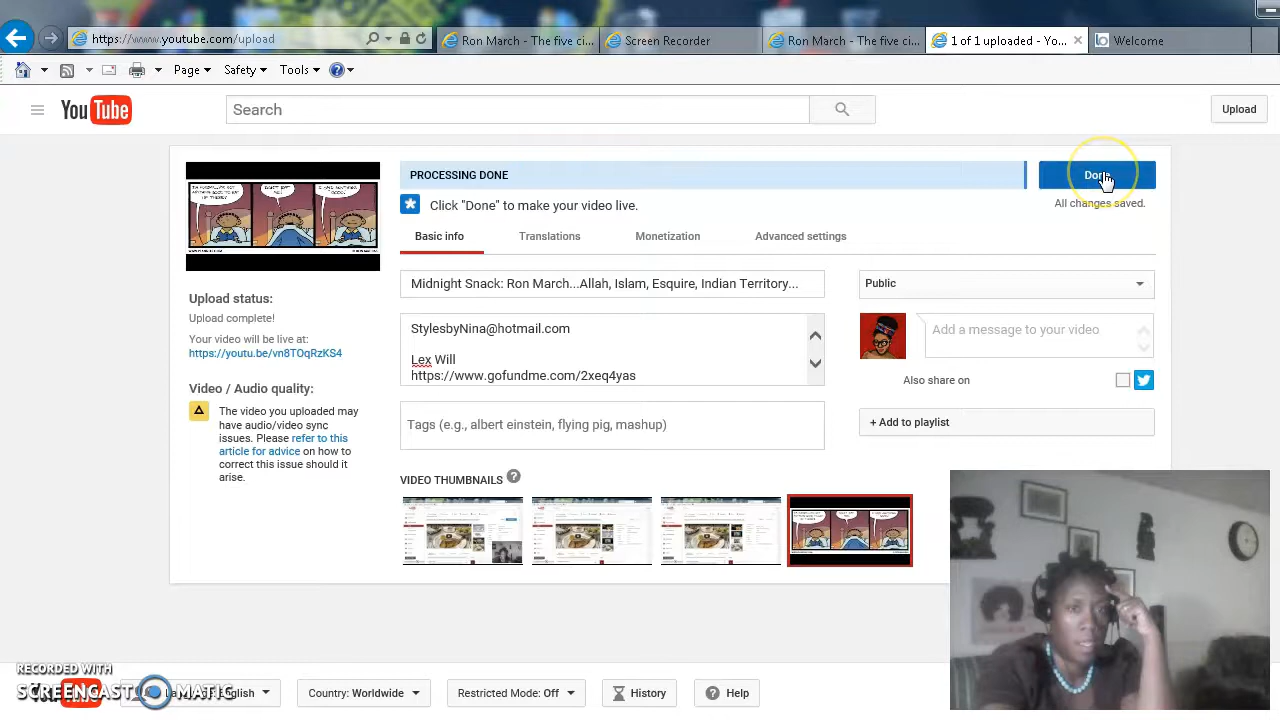 https://www.youtube.com/upload
Ron March - The five ci...
Screen Recorder
Ron March - The five ci...
1 of 1 uploaded - Yo...
Welcome
Page
Safety
Tools
YouTube
Search
Upload
PROCESSING DONE
Done
Click "Done" to make your video live.
All changes saved.
Basic info
Translations
Monetization
Advanced settings
Midnight Snack: Ron March...Allah, Islam, Esquire, Indian Territory...
Public
Upload status:
Upload complete!
Your video will be live at:
https://youtu.be/vn8TOqRzKS4
StylesbyNina@hotmail.com
Lex Will
https://www.gofundme.com/2xeq4yas
Add a message to your video
Also share on
Video / Audio quality:
The video you uploaded may
have audio/video sync
issues. Please refer to this
article for advice on how to
correct this issue should it
arise.
Tags (e.g., albert einstein, flying pig, mashup)
+ Add to playlist
VIDEO THUMBNAILS
RECORDED WITH
SCREENCAST-O-MATIC
English
Country: Worldwide
Restricted Mode: Off
History
Help